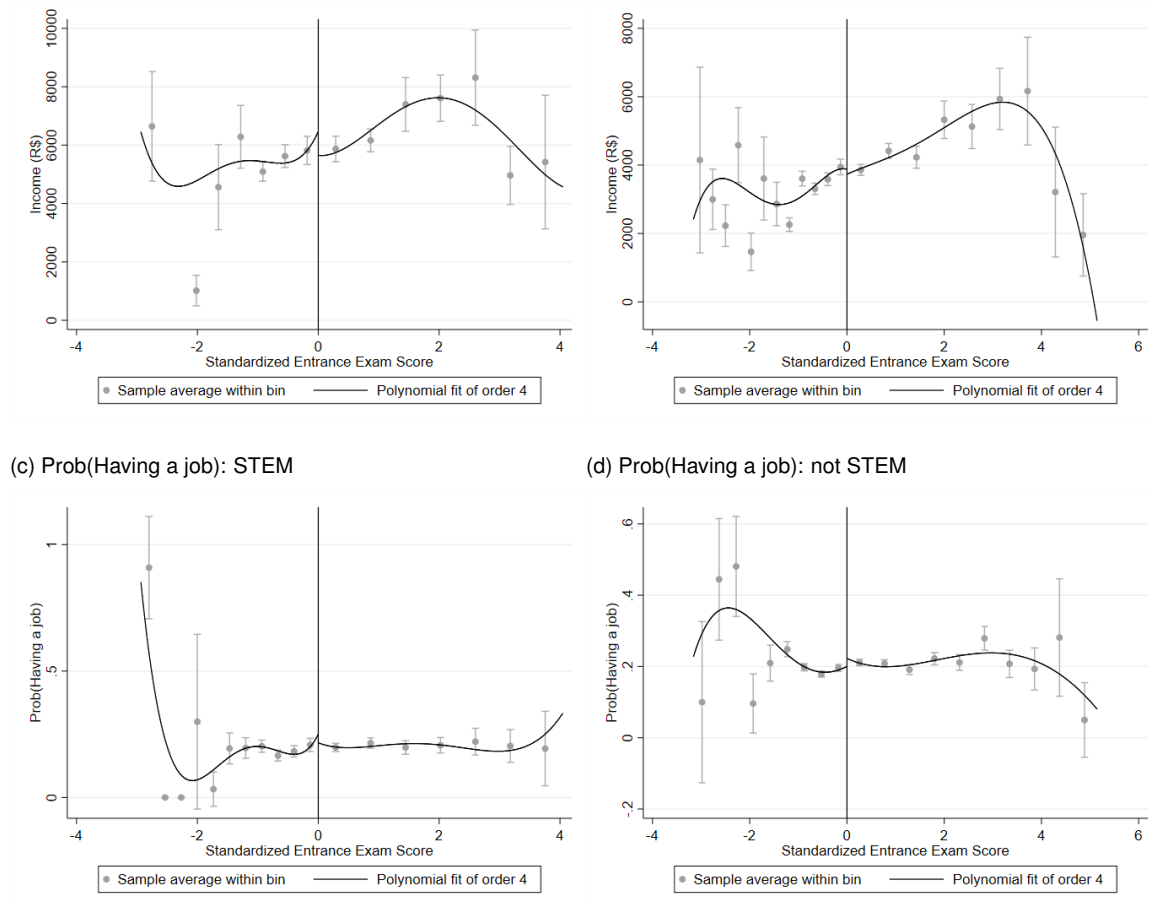 10000
8000
6000
4000
2000
0
Income (R$)
-4 -2 0 2 4
Standardized Entrance Exam Score
Sample average within bin Polynomial fit of order 4
8000
6000
4000
2000
0
Income (R$)
-4 -2 0 2 4 6
Standardized Entrance Exam Score
Sample average within bin Polynomial fit of order 4
(c) Prob(Having a job): STEM
(d) Prob(Having a job): not STEM
1
.5
0
Prob(Having a job)
-4 -2 0 2 4
Standardized Entrance Exam Score
Sample average within bin Polynomial fit of order 4
.6
.4
.2
0
-.2
Prob(Having a job)
-4 -2 0 2 4 6
Standardized Entrance Exam Score
Sample average within bin Polynomial fit of order 4